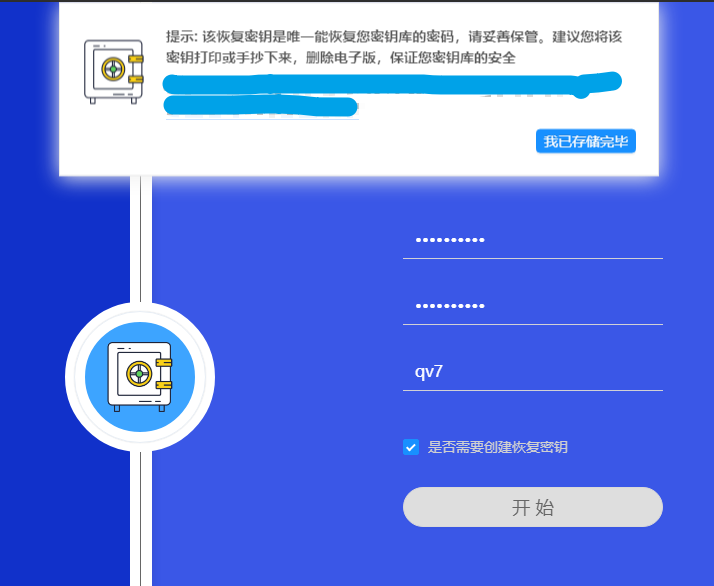 提示: 该恢复密钥是唯一能恢复您密钥库的密码，请妥善保管。建议您将该
密钥打印或手抄下来，删除电子版，保证您密钥库的安全
我已存储完毕
••••••••••
••••••••••
qv7
是否需要创建恢复密钥
开 始